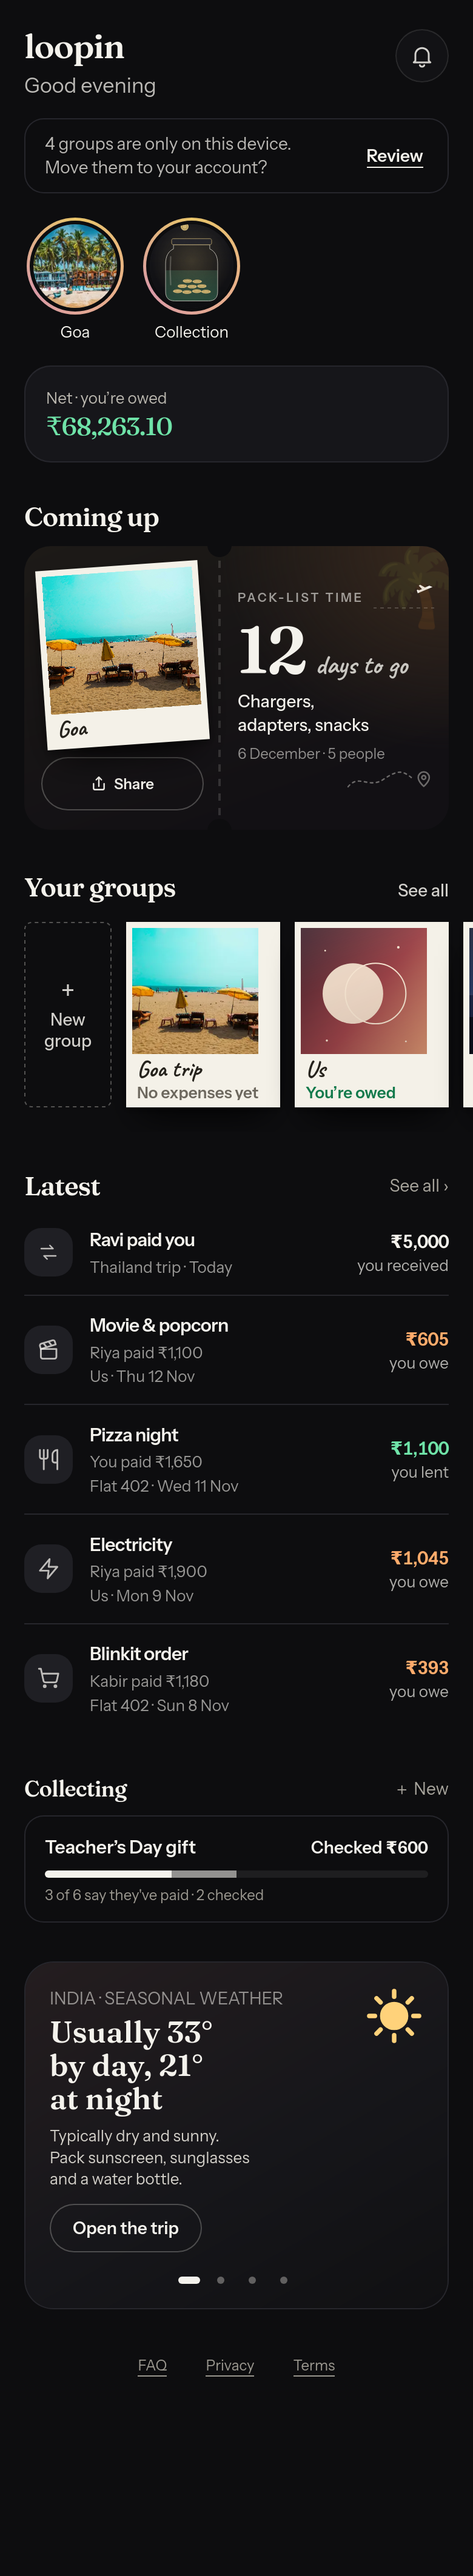 loopin
Good evening
4 groups are only on this device.
Move them to your account?
Review
Goa
Collection
Net · you're owed
₹68,263.10
Coming up
Goa
Share
PACK-LIST TIME
12 days to go
Chargers,
adapters, snacks
6 December · 5 people
Your groups
See all
+
New
group
Goa trip
No expenses yet
Us
You're owed
Latest
See all ›
Ravi paid you
Thailand trip · Today
₹5,000
you received
Movie & popcorn
Riya paid ₹1,100
Us · Thu 12 Nov
₹605
you owe
Pizza night
You paid ₹1,650
Flat 402 · Wed 11 Nov
₹1,100
you lent
Electricity
Riya paid ₹1,900
Us · Mon 9 Nov
₹1,045
you owe
Blinkit order
Kabir paid ₹1,180
Flat 402 · Sun 8 Nov
₹393
you owe
Collecting
+ New
Teacher's Day gift
Checked ₹600
3 of 6 say they've paid · 2 checked
INDIA · SEASONAL WEATHER
Usually 33°
by day, 21°
at night
Typically dry and sunny.
Pack sunscreen, sunglasses
and a water bottle.
Open the trip
FAQ
Privacy
Terms